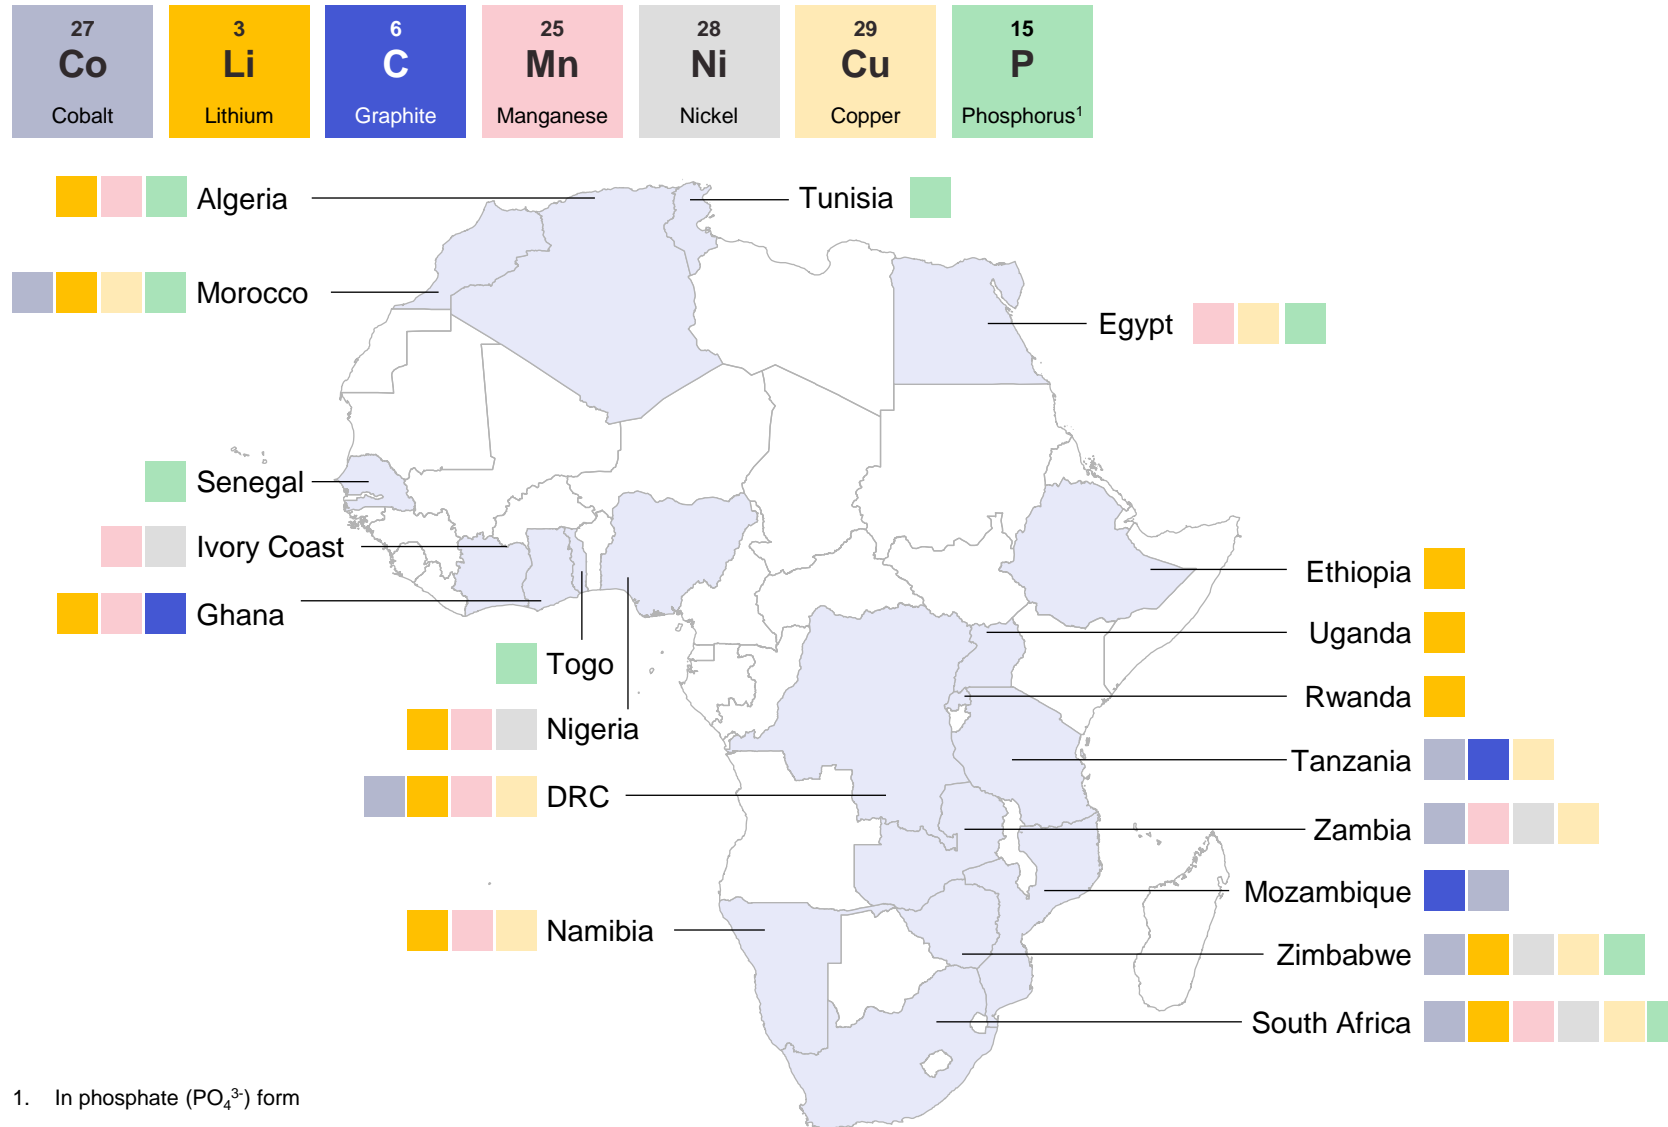 27 3 6 25 28 29 15
Co Li C Mn Ni Cu P
Cobalt Lithium Graphite Manganese Nickel Copper Phosphorus¹
Algeria
Tunisia
Morocco
Egypt
Senegal
Ivory Coast
Ghana
Togo
Nigeria
DRC
Namibia
Ethiopia
Uganda
Rwanda
Tanzania
Zambia
Mozambique
Zimbabwe
South Africa
1. In phosphate (PO₄³⁻) form